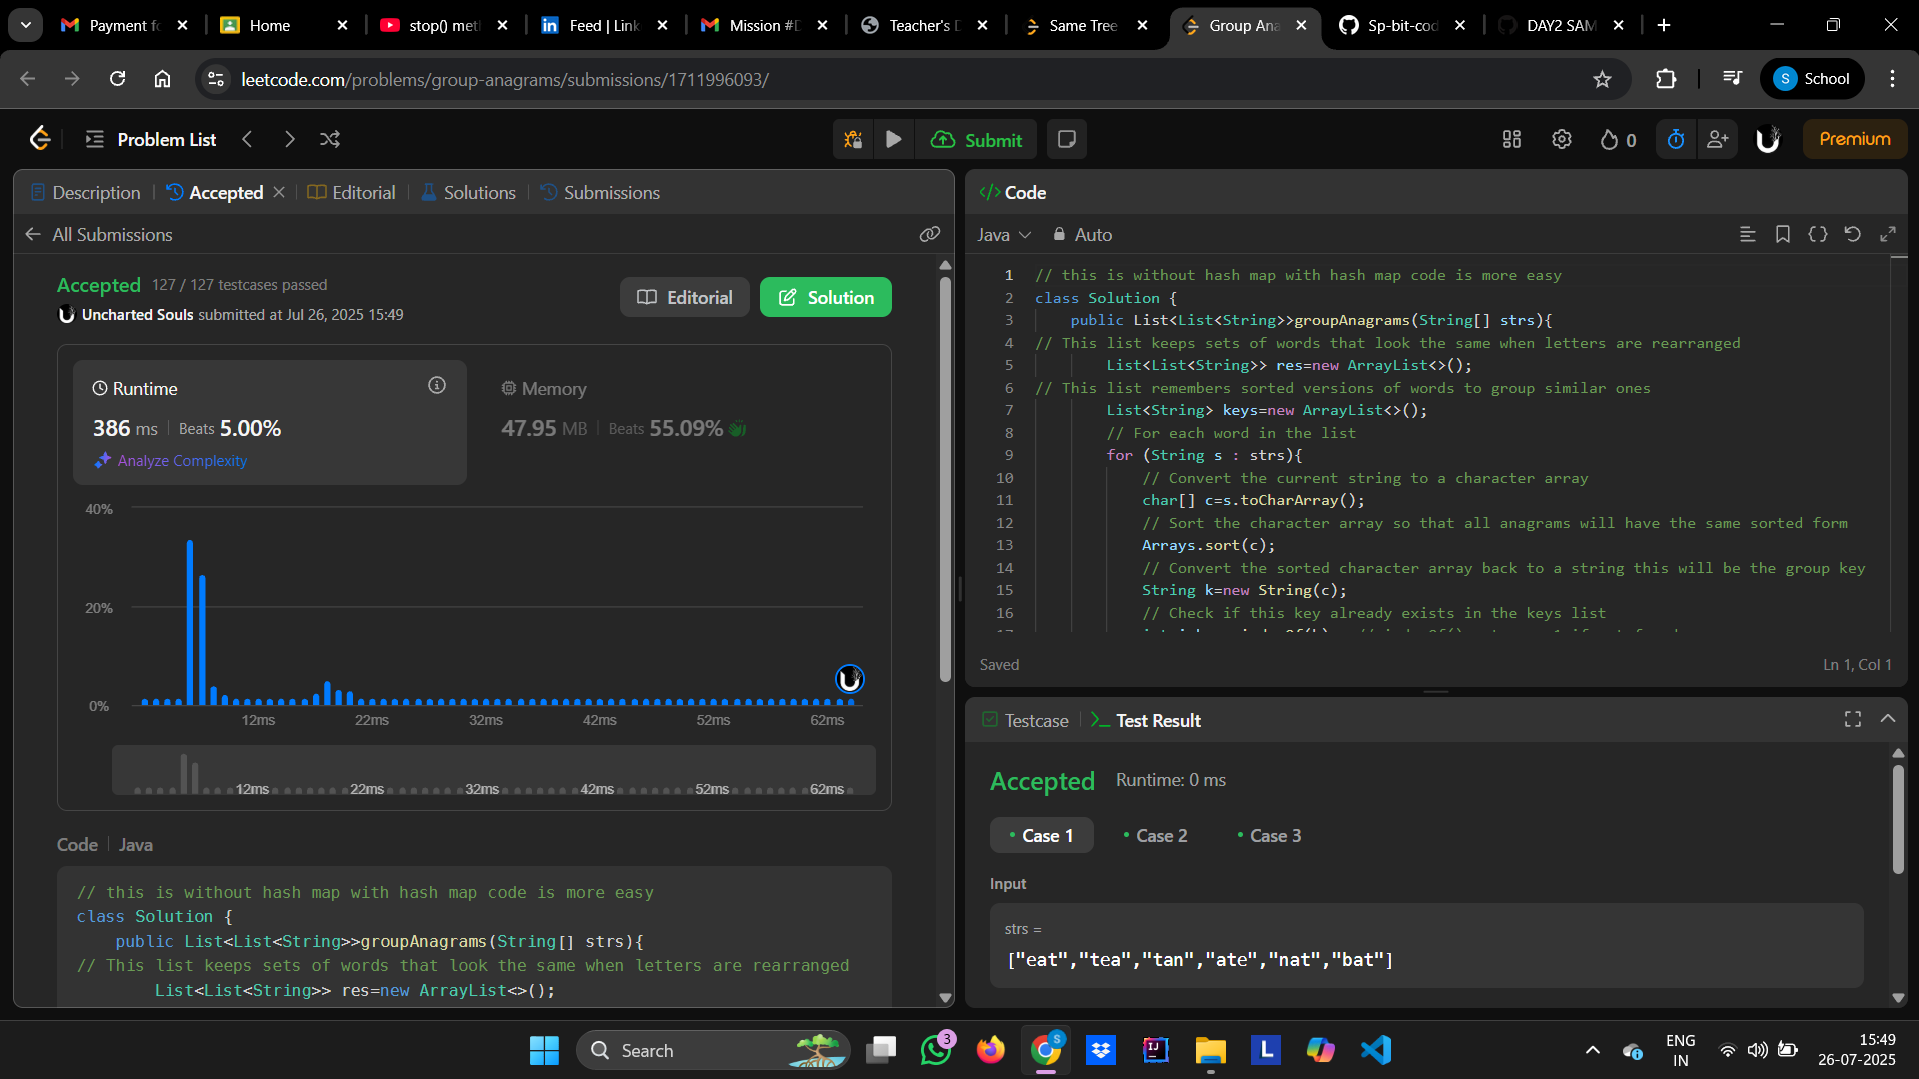 Payment fo
Home
stop() met
Feed | Link
Mission #D
Teacher's D
Same Tree
Group Ana
Sp-bit-cod
DAY2 SAM
leetcode.com/problems/group-anagrams/submissions/1711996093/
S School
Problem List
Submit
0
Premium
Description
Accepted
Editorial
Solutions
Submissions
All Submissions
Accepted 127 / 127 testcases passed
Uncharted Souls submitted at Jul 26, 2025 15:49
Editorial
Solution
Runtime
386 ms Beats 5.00%
Analyze Complexity
Memory
47.95 MB Beats 55.09%
40%
20%
0%
12ms 22ms 32ms 42ms 52ms 62ms
12ms 22ms 32ms 42ms 52ms 62ms
Code Java
// this is without hash map with hash map code is more easy
class Solution {
public List<List<String>>groupAnagrams(String[] strs){
// This list keeps sets of words that look the same when letters are rearranged
List<List<String>> res=new ArrayList<>();
</> Code
Java Auto
1 // this is without hash map with hash map code is more easy
2 class Solution {
3 public List<List<String>>groupAnagrams(String[] strs){
4 // This list keeps sets of words that look the same when letters are rearranged
5 List<List<String>> res=new ArrayList<>();
6 // This list remembers sorted versions of words to group similar ones
7 List<String> keys=new ArrayList<>();
8 // For each word in the list
9 for (String s : strs){
10 // Convert the current string to a character array
11 char[] c=s.toCharArray();
12 // Sort the character array so that all anagrams will have the same sorted form
13 Arrays.sort(c);
14 // Convert the sorted character array back to a string this will be the group key
15 String k=new String(c);
16 // Check if this key already exists in the keys list
Saved
Ln 1, Col 1
Testcase
Test Result
Accepted Runtime: 0 ms
Case 1
Case 2
Case 3
Input
strs =
["eat","tea","tan","ate","nat","bat"]
Search
3
S
IJ
L
ENG
IN
15:49
26-07-2025